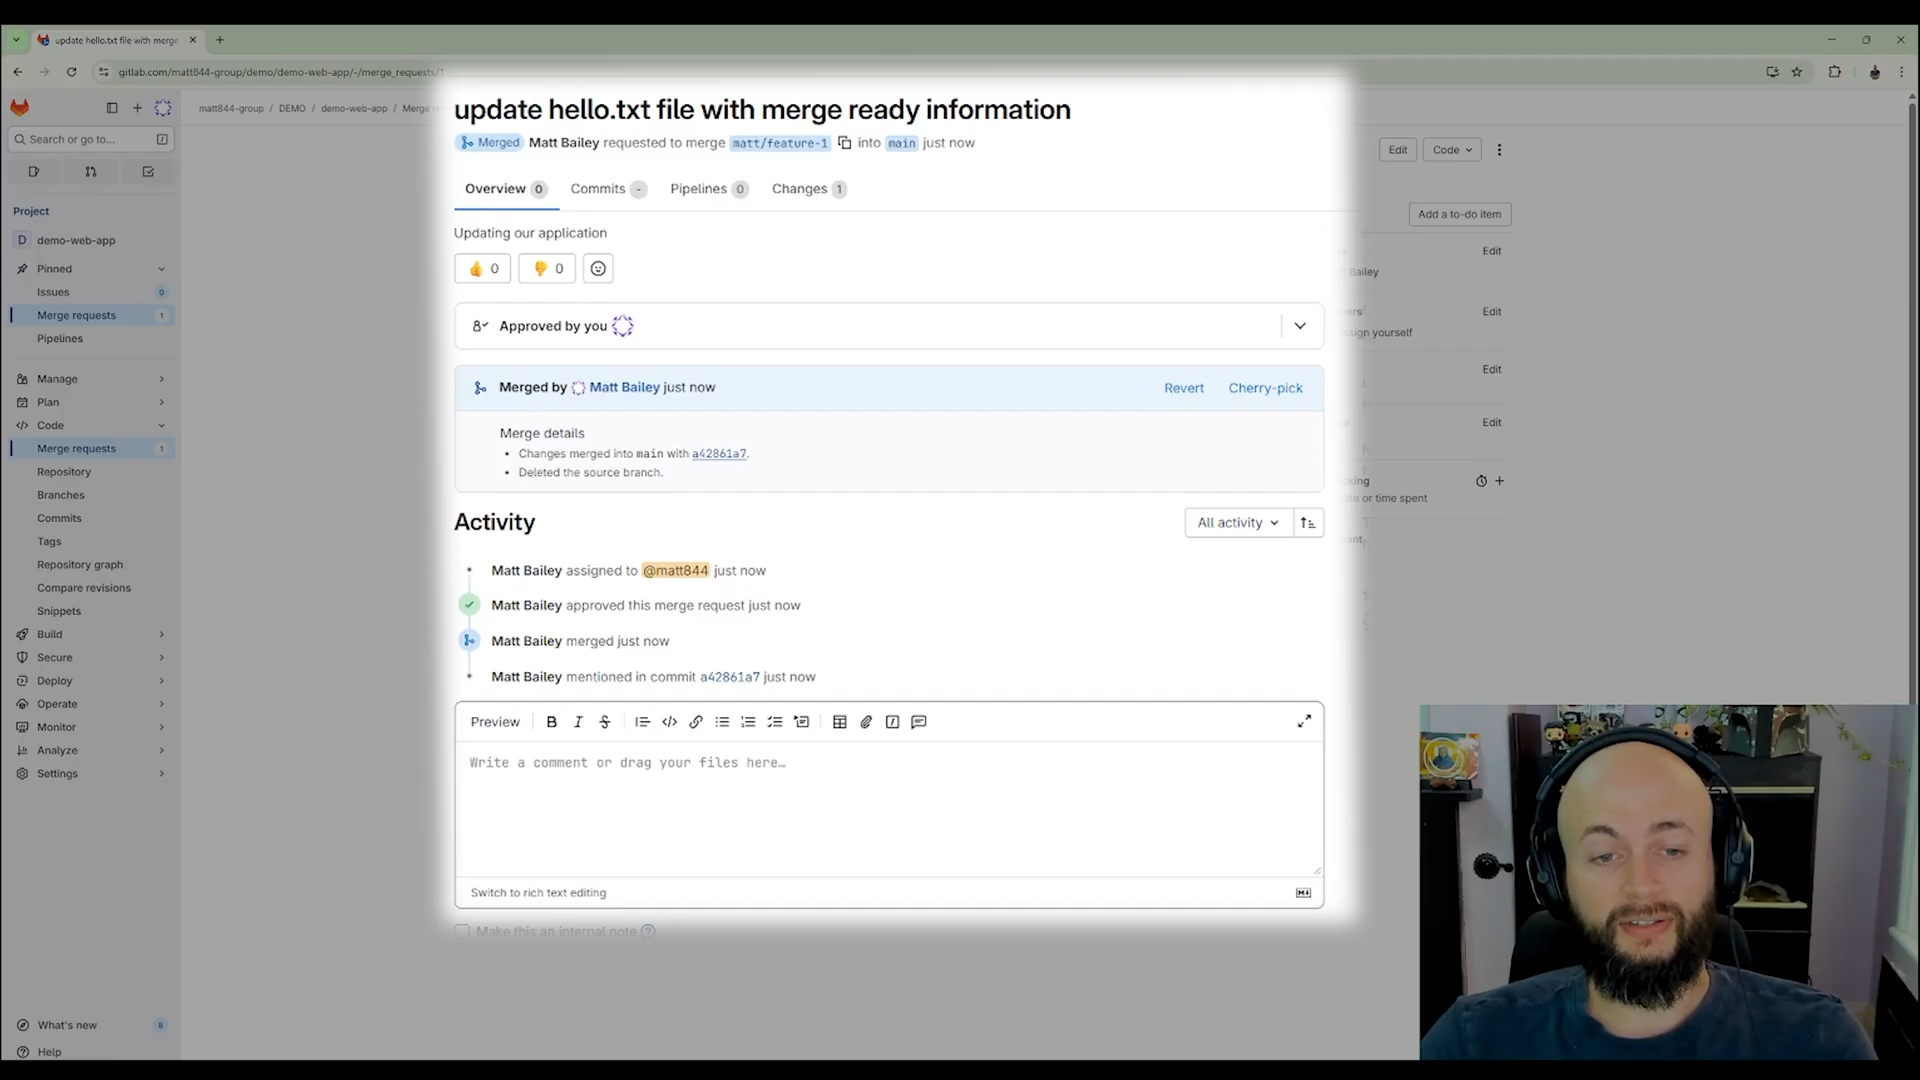 update hello.txt file with merge
gitlab.com/matt844-group/demo/demo-web-app/-/merge_requests/1
matt844-group / DEMO / demo-web-app / Merge
Search or go to... /
Project
D demo-web-app
Pinned
Issues 0
Merge requests 1
Pipelines
Manage
Plan
Code
Merge requests 1
Repository
Branches
Commits
Tags
Repository graph
Compare revisions
Snippets
Build
Secure
Deploy
Operate
Monitor
Analyze
Settings
What's new 8
Help
update hello.txt file with merge ready information
Merged Matt Bailey requested to merge matt/feature-1 into main just now
Edit Code
Overview 0 Commits - Pipelines 0 Changes 1
Add a to-do item
Updating our application
👍 0 👎 0
Approved by you
Merged by Matt Bailey just now Revert Cherry-pick
Merge details
• Changes merged into main with a42861a7.
• Deleted the source branch.
Activity
All activity
Matt Bailey assigned to @matt844 just now
Matt Bailey approved this merge request just now
Matt Bailey merged just now
Matt Bailey mentioned in commit a42861a7 just now
Preview B I S
Write a comment or drag your files here…
Switch to rich text editing
Make this an internal note
Edit
Bailey
Edit
Edit
Edit
or time spent